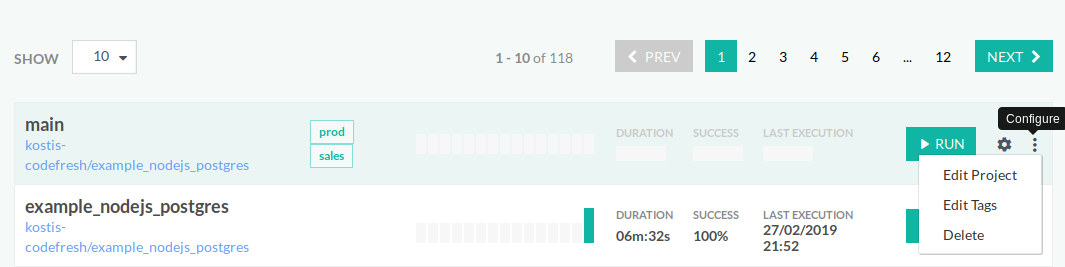 SHOW
10
1 - 10 of 118
PREV
1 2 3 4 5 6 ... 12
NEXT
main
kostis-
codefresh/example_nodejs_postgres
prod
sales
DURATION
SUCCESS
LAST EXECUTION
RUN
Configure
Edit Project
Edit Tags
Delete
example_nodejs_postgres
kostis-
codefresh/example_nodejs_postgres
DURATION
06m:32s
SUCCESS
100%
LAST EXECUTION
27/02/2019
21:52